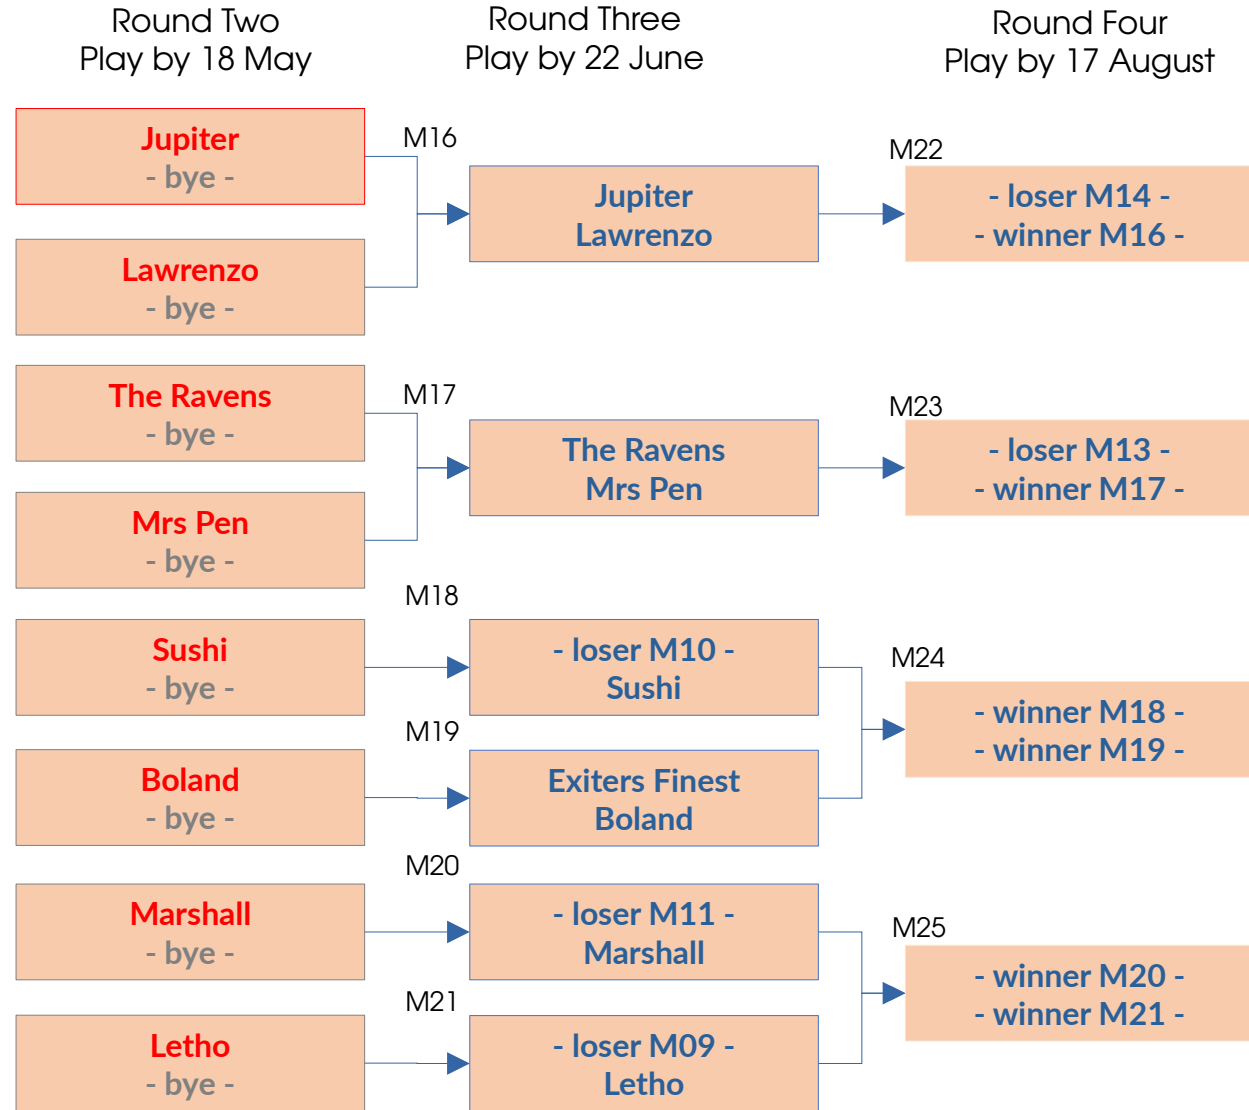 Round Two
Play by 18 May
Round Three
Play by 22 June
Round Four
Play by 17 August
Jupiter
- bye -
Lawrenzo
- bye -
M16
Jupiter
Lawrenzo
M22
- loser M14 -
- winner M16 -
The Ravens
- bye -
Mrs Pen
- bye -
M17
The Ravens
Mrs Pen
M23
- loser M13 -
- winner M17 -
Sushi
- bye -
M18
- loser M10 -
Sushi
Boland
- bye -
M19
Exiters Finest
Boland
M24
- winner M18 -
- winner M19 -
Marshall
- bye -
M20
- loser M11 -
Marshall
Letho
- bye -
M21
- loser M09 -
Letho
M25
- winner M20 -
- winner M21 -